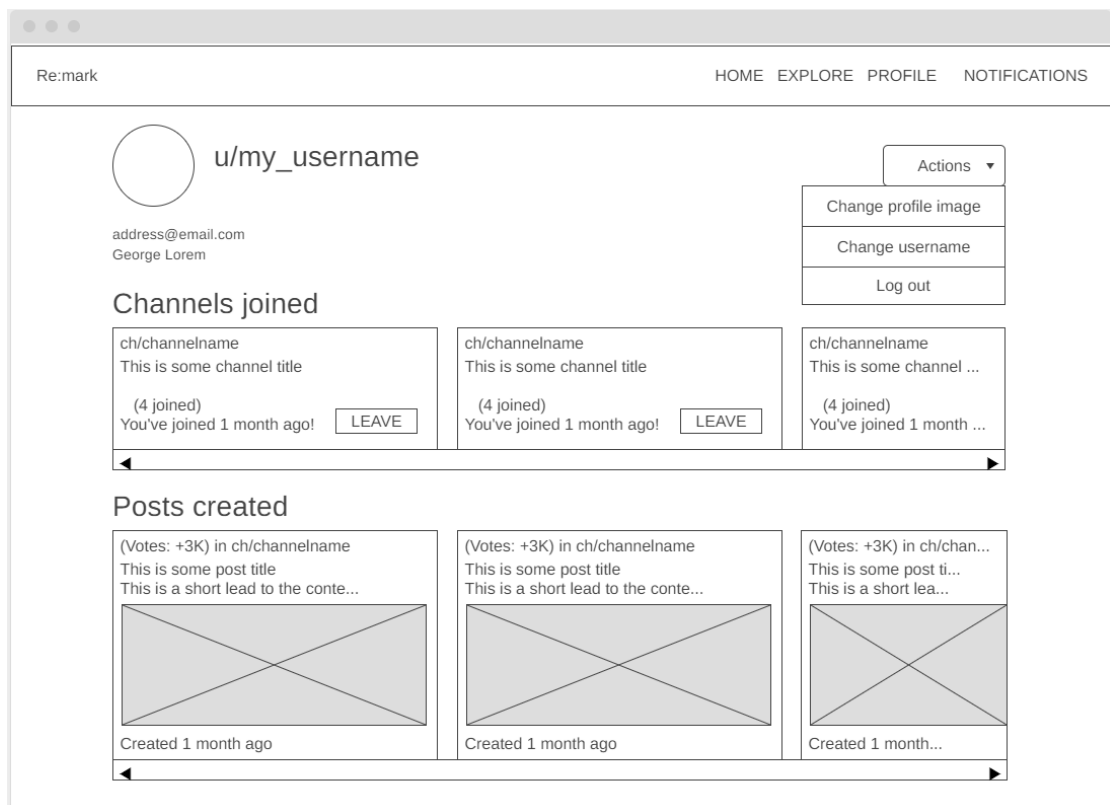 Re:mark
HOME EXPLORE PROFILE NOTIFICATIONS
u/my_username
Actions
Change profile image
Change username
Log out
address@email.com
George Lorem
Channels joined
ch/channelname
This is some channel title
(4 joined)
You've joined 1 month ago!
LEAVE
ch/channelname
This is some channel title
(4 joined)
You've joined 1 month ago!
LEAVE
ch/channelname
This is some channel ...
(4 joined)
You've joined 1 month ...
Posts created
(Votes: +3K) in ch/channelname
This is some post title
This is a short lead to the conte...
Created 1 month ago
(Votes: +3K) in ch/channelname
This is some post title
This is a short lead to the conte...
Created 1 month ago
(Votes: +3K) in ch/chan...
This is some post ti...
This is a short lea...
Created 1 month...